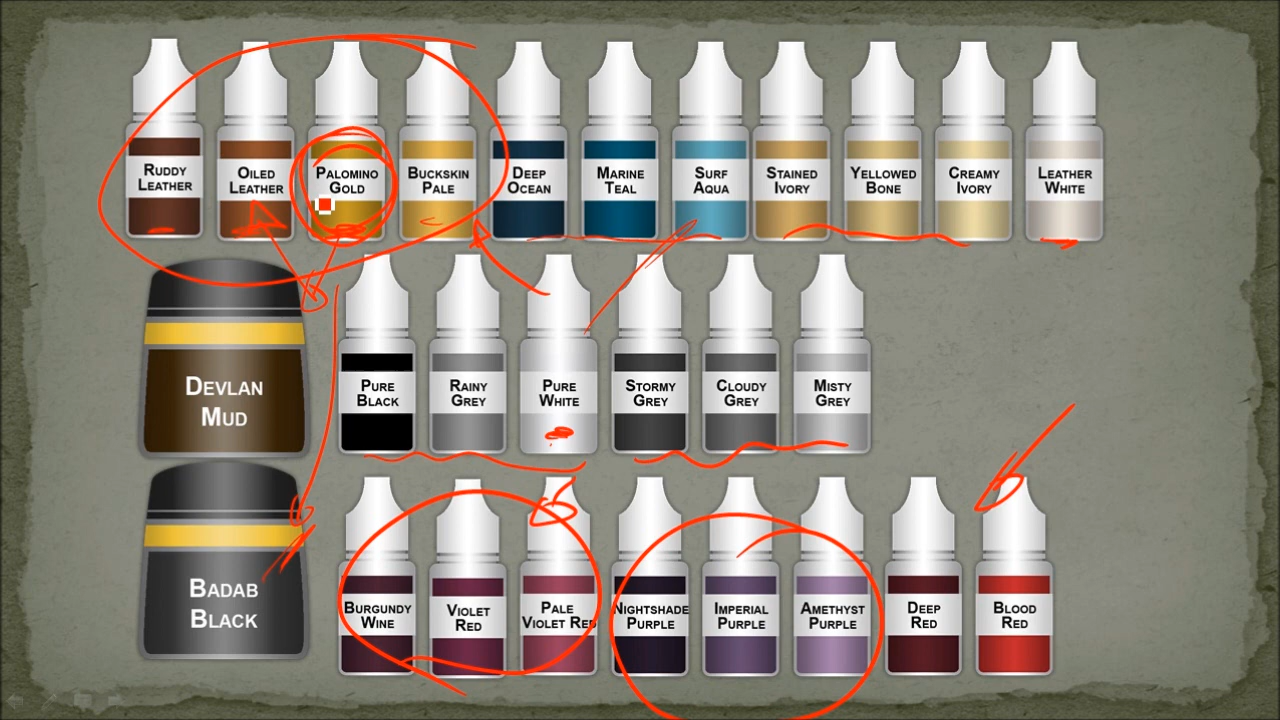 RUDDY
LEATHER
OILED
LEATHER
PALOMINO
GOLD
BUCKSKIN
PALE
DEEP
OCEAN
MARINE
TEAL
SURF
AQUA
STAINED
IVORY
YELLOWED
BONE
CREAMY
IVORY
LEATHER
WHITE
DEVLAN
MUD
PURE
BLACK
RAINY
GREY
PURE
WHITE
STORMY
GREY
CLOUDY
GREY
MISTY
GREY
BADAB
BLACK
BURGUNDY
WINE
VIOLET
RED
PALE
VIOLET RED
NIGHTSHADE
PURPLE
IMPERIAL
PURPLE
AMETHYST
PURPLE
DEEP
RED
BLOOD
RED